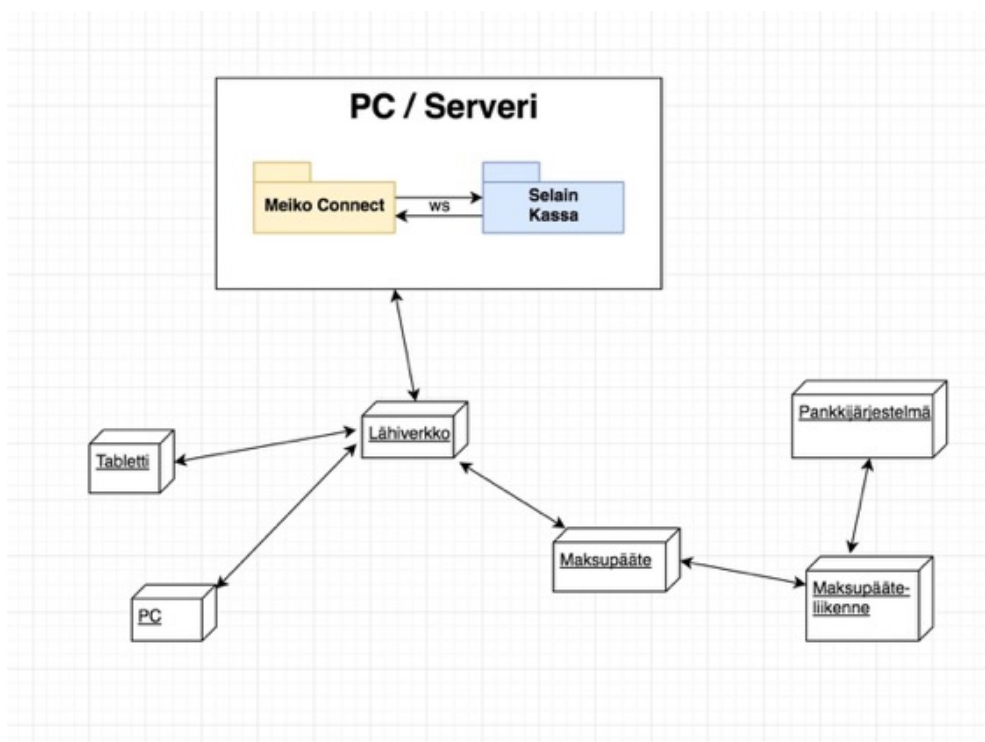 PC / Serveri
Meiko Connect
ws
Selain
Kassa
Lähiverkko
Pankkijärjestelmä
Tabletti
Maksupääte
Maksupääte-
liikenne
PC